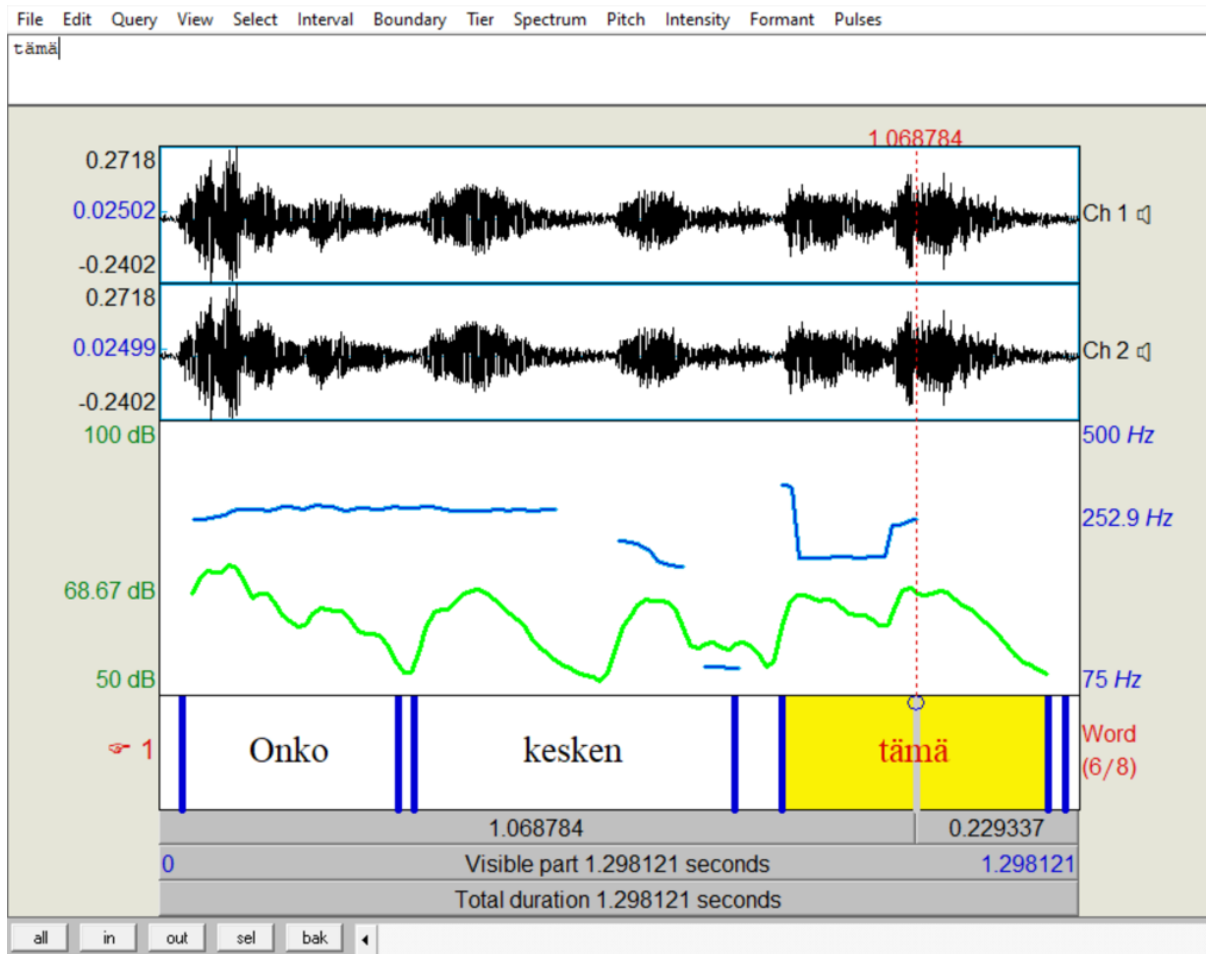 File Edit Query View Select Interval Boundary Tier Spectrum Pitch Intensity Formant Pulses
tämä
1.068784
0.2718
0.02502
-0.2402
Ch 1
0.2718
0.02499
-0.2402
Ch 2
100 dB
500 Hz
252.9 Hz
68.67 dB
50 dB
75 Hz
1
Onko
kesken
tämä
Word
(6/8)
1.068784
0.229337
0
Visible part 1.298121 seconds
1.298121
Total duration 1.298121 seconds
all in out sel bak